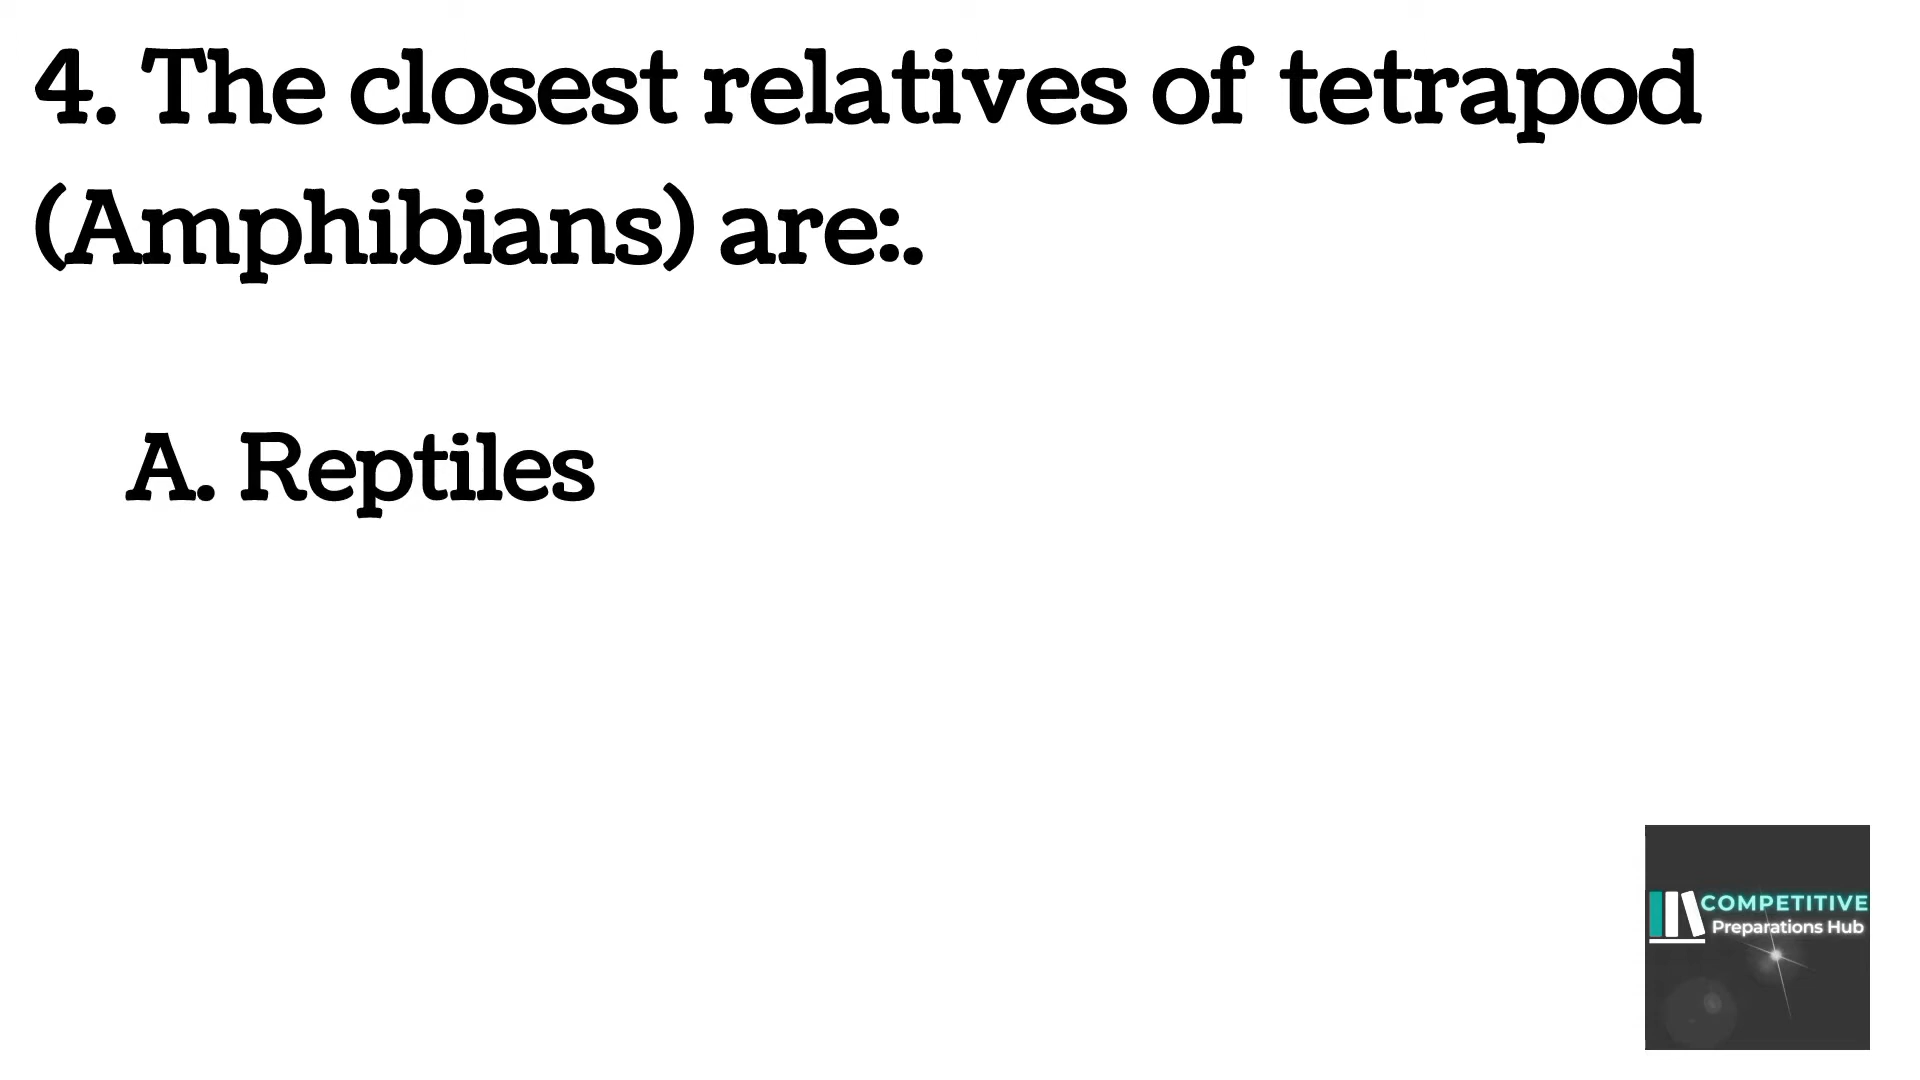 4. The closest relatives of tetrapod
(Amphibians) are:.
A. Reptiles
COMPETITIVE
Preparations Hub